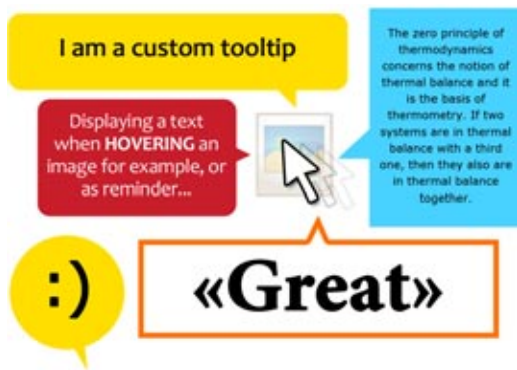 I am a custom tooltip
The zero principle of
thermodynamics
concerns the notion of
thermal balance and it
is the basis of
thermometry. If two
systems are in thermal
balance with a third
one, then they also are
in thermal balance
together.
Displaying a text
when HOVERING an
image for example, or
as reminder...
:)
«Great»